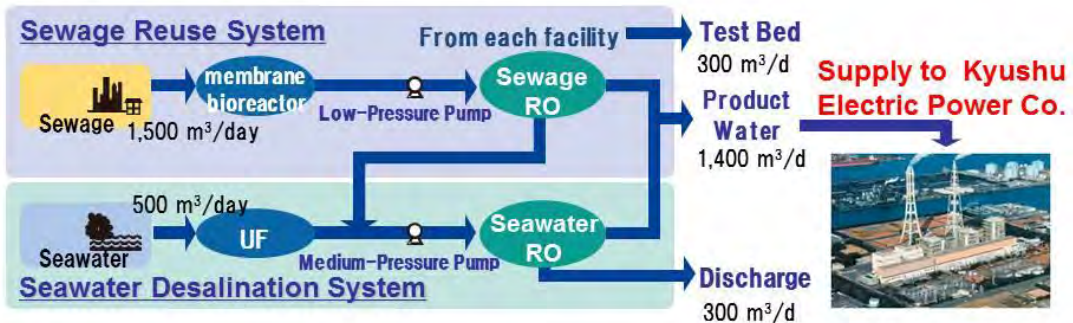 Sewage Reuse System
From each facility
Test Bed
300 m³/d
Supply to Kyushu
Electric Power Co.
Sewage
1,500 m³/day
membrane
bioreactor
Low-Pressure Pump
Sewage
RO
Product
Water
1,400 m³/d
500 m³/day
Seawater
UF
Medium-Pressure Pump
Seawater
RO
Seawater Desalination System
Discharge
300 m³/d